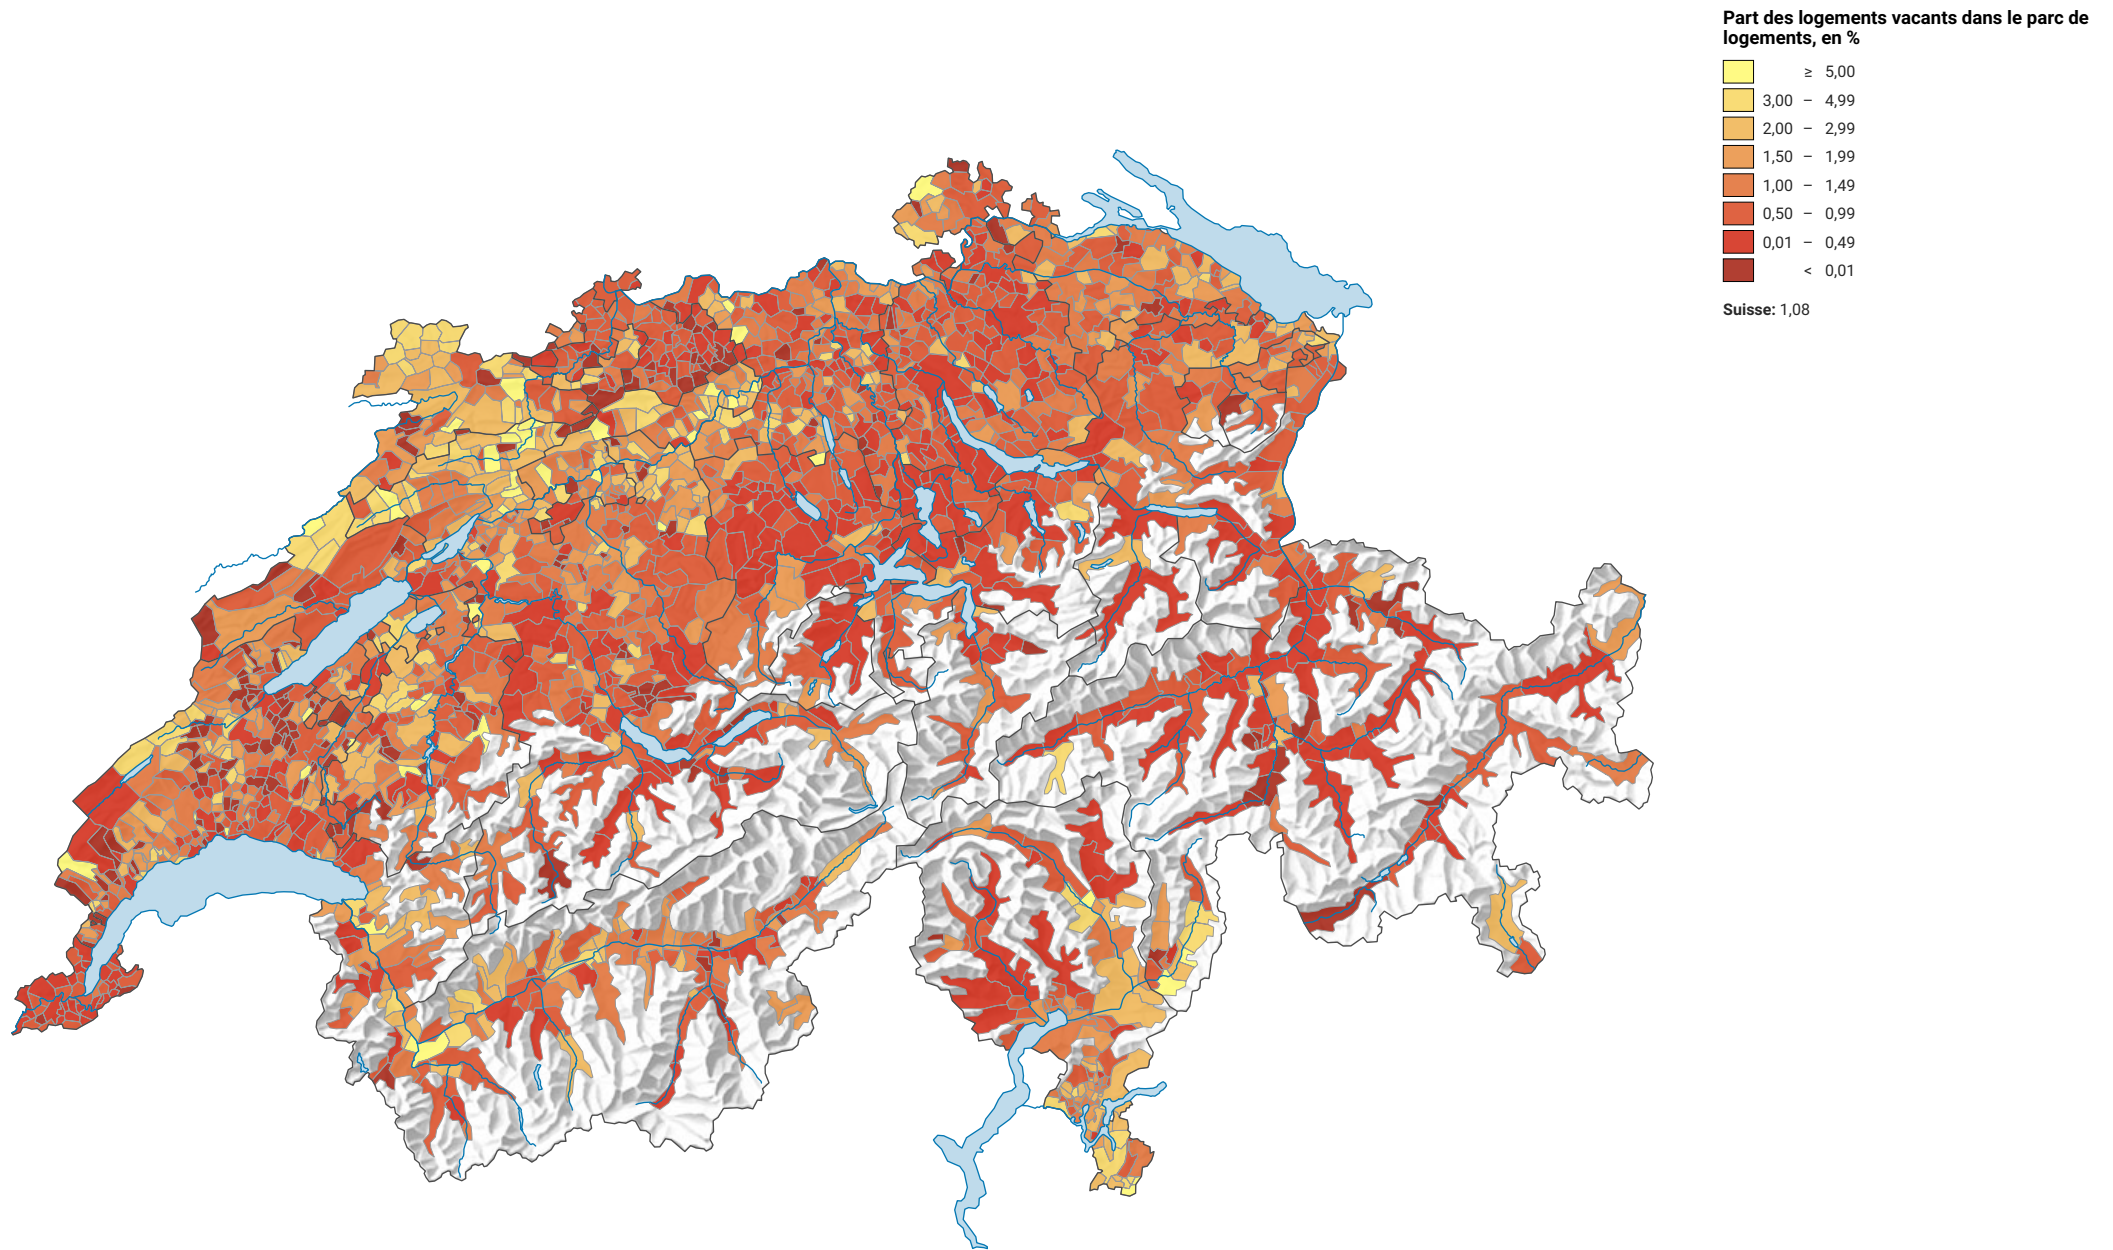 Part des logements vacants dans le parc de
logements, en %
≥ 5,00
3,00 – 4,99
2,00 – 2,99
1,50 – 1,99
1,00 – 1,49
0,50 – 0,99
0,01 – 0,49
< 0,01
Suisse: 1,08